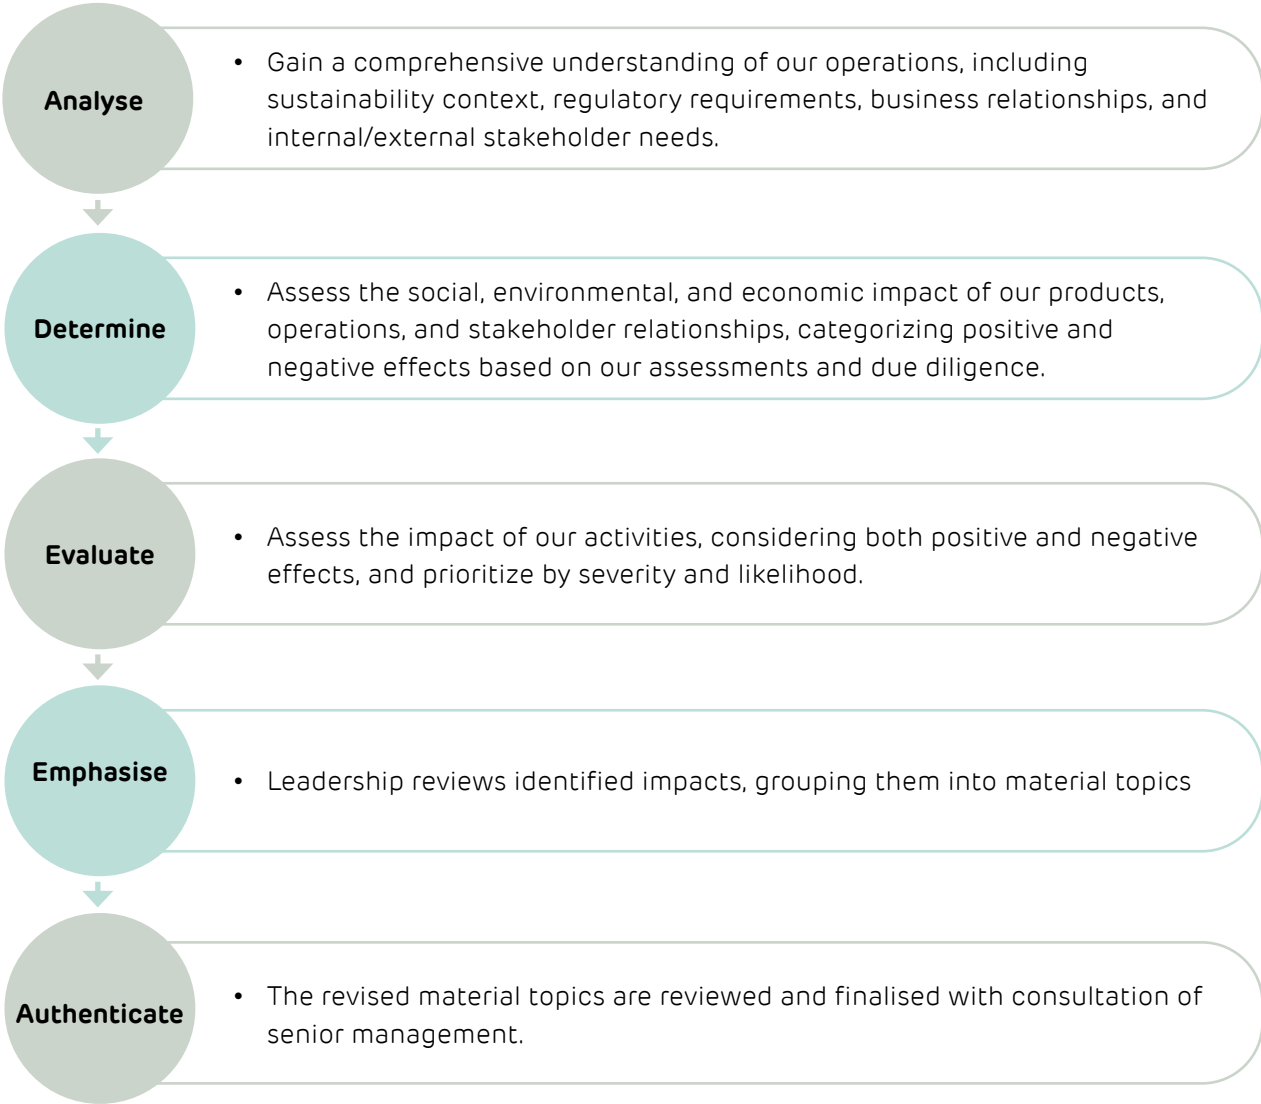 Analyse
• Gain a comprehensive understanding of our operations, including
sustainability context, regulatory requirements, business relationships, and
internal/external stakeholder needs.
Determine
• Assess the social, environmental, and economic impact of our products,
operations, and stakeholder relationships, categorizing positive and
negative effects based on our assessments and due diligence.
Evaluate
• Assess the impact of our activities, considering both positive and negative
effects, and prioritize by severity and likelihood.
Emphasise
• Leadership reviews identified impacts, grouping them into material topics
Authenticate
• The revised material topics are reviewed and finalised with consultation of
senior management.